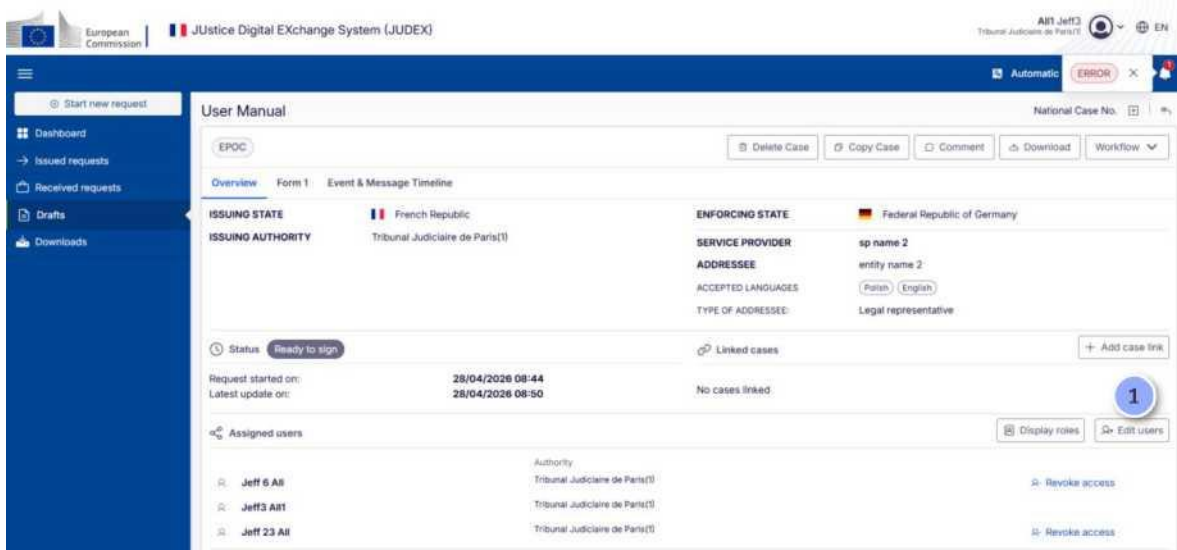 European
Commission
JUstice Digital EXchange System (JUDEX)
All1 Jeff3
Tribunal Judiciaire de Paris(1)
EN
Automatic
ERROR
1
Start new request
Dashboard
Issued requests
Received requests
Drafts
Downloads
User Manual
National Case No.
EPOC
Delete Case
Copy Case
Comment
Download
Workflow
Overview Form 1 Event & Message Timeline
ISSUING STATE French Republic
ISSUING AUTHORITY Tribunal Judiciaire de Paris(1)
ENFORCING STATE Federal Republic of Germany
SERVICE PROVIDER sp name 2
ADDRESSEE entity name 2
ACCEPTED LANGUAGES Polish English
TYPE OF ADDRESSEE: Legal representative
Status Ready to sign
Linked cases
+ Add case link
Request started on: 28/04/2026 08:44
Latest update on: 28/04/2026 08:50
No cases linked
1
Assigned users
Display roles
Edit users
Authority
Jeff 6 All Tribunal Judiciaire de Paris(1) Revoke access
Jeff3 All1 Tribunal Judiciaire de Paris(1)
Jeff 23 All Tribunal Judiciaire de Paris(1) Revoke access